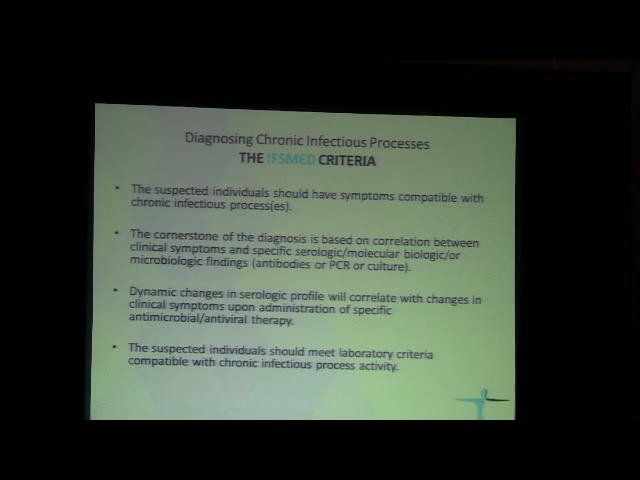 Diagnosing Chronic Infectious Processes
THE IFSMED CRITERIA
• The suspected individuals should have symptoms compatible with
chronic infectious process(es).
• The cornerstone of the diagnosis is based on correlation between
clinical symptoms and specific serologic/molecular biologic/or
microbiologic findings (antibodies or PCR or culture).
• Dynamic changes in serologic profile will correlate with changes in
clinical symptoms upon administration of specific
antimicrobial/antiviral therapy.
• The suspected individuals should meet laboratory criteria
compatible with chronic infectious process activity.